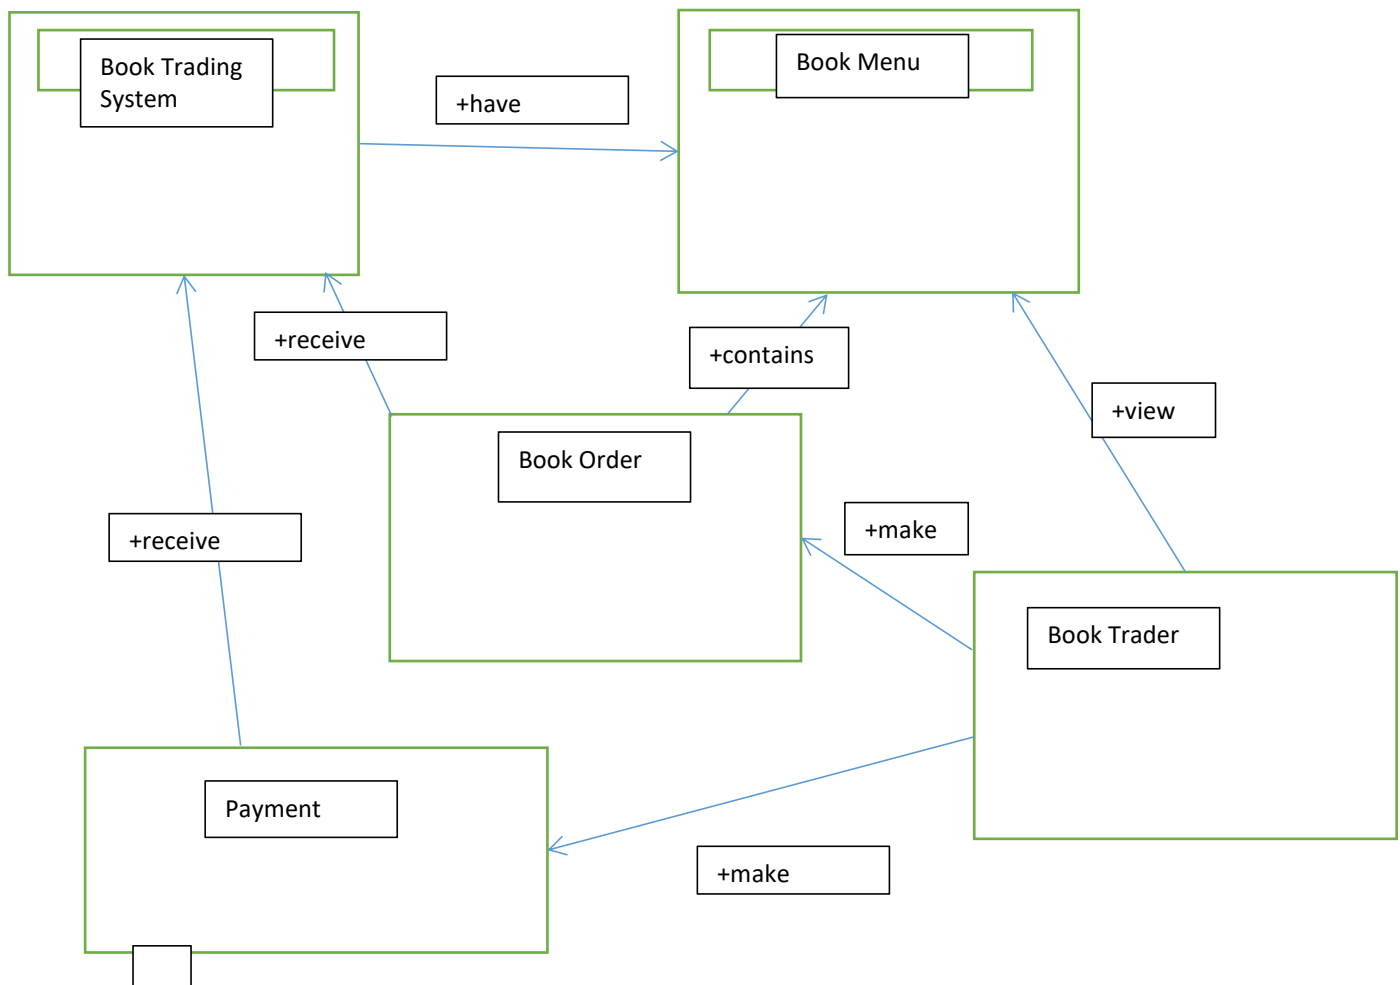 Book Trading
System
Book Menu
+have
+receive
+contains
+view
Book Order
+make
+receive
Book Trader
Payment
+make